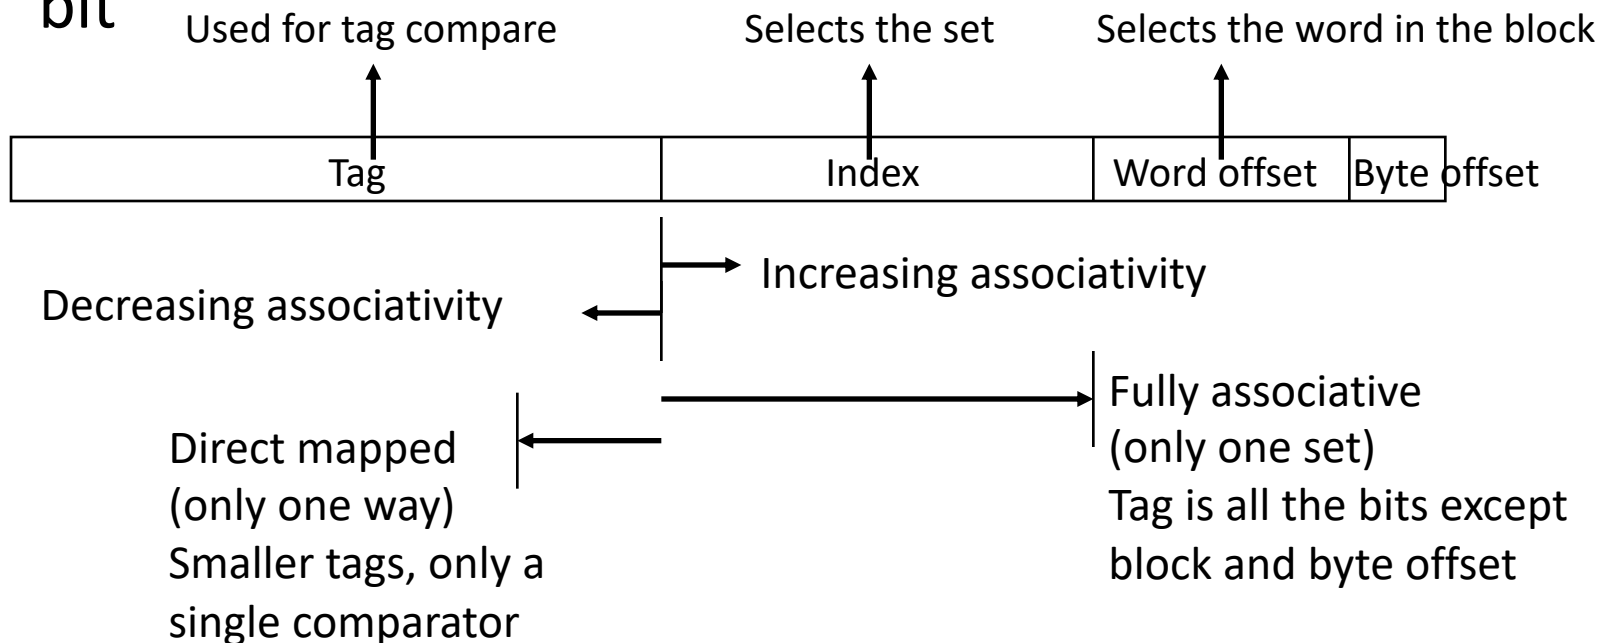 bit
Used for tag compare
Selects the set
Selects the word in the block
Tag
Index
Word offset
Byte offset
Increasing associativity
Decreasing associativity
Fully associative
(only one set)
Tag is all the bits except
block and byte offset
Direct mapped
(only one way)
Smaller tags, only a
single comparator